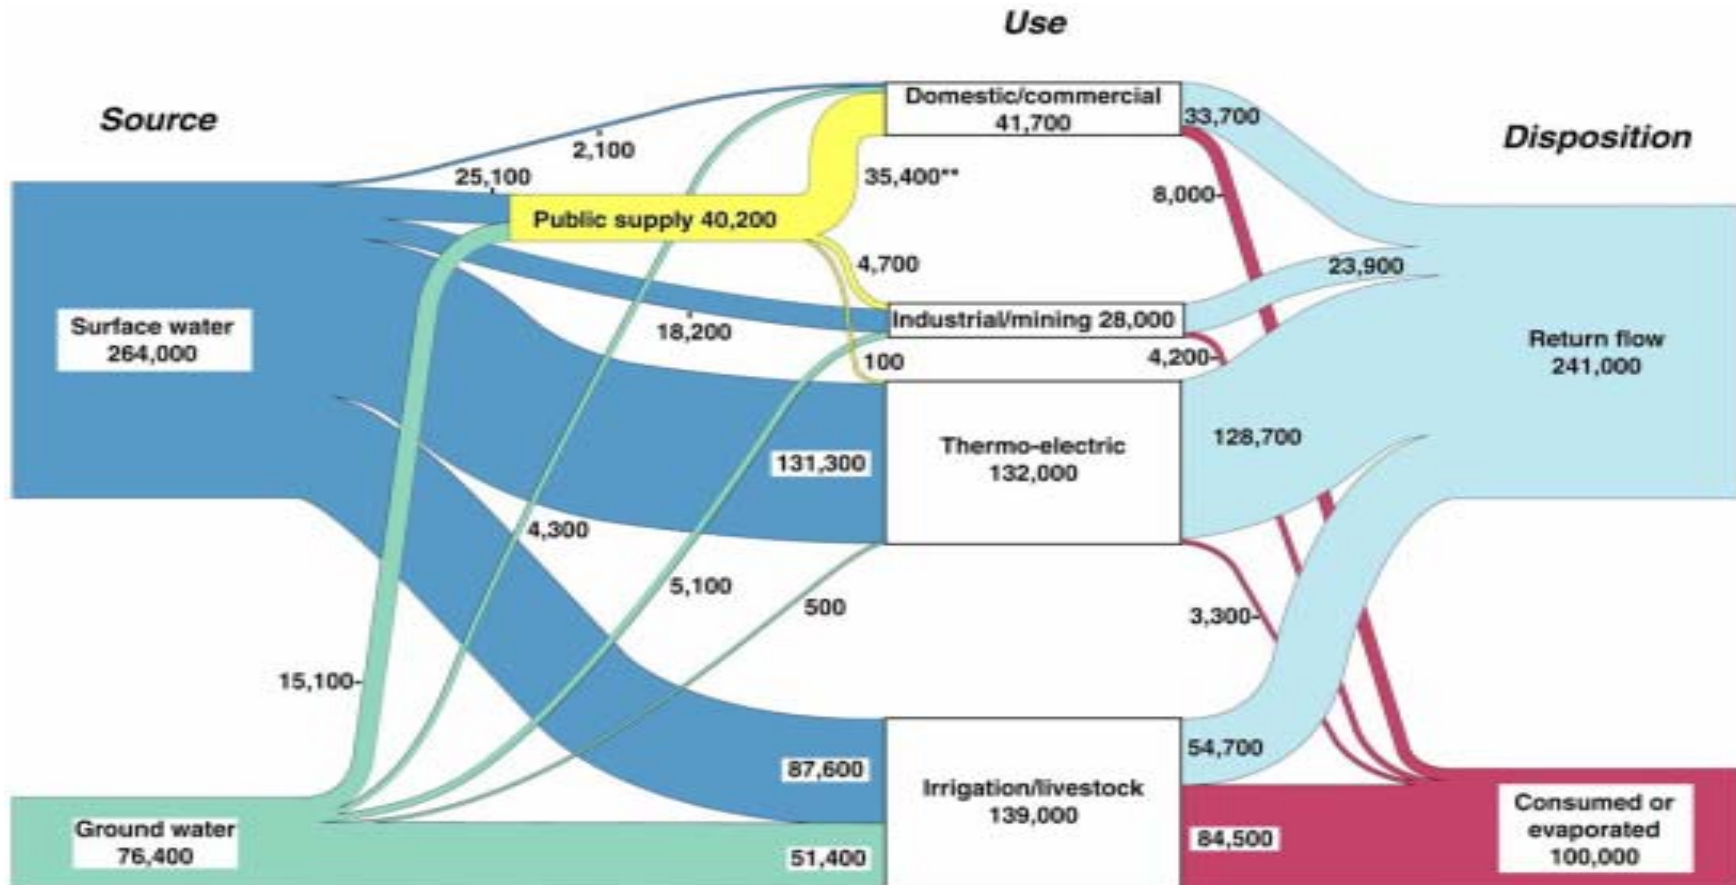 Use
Source
Disposition
Domestic/commercial
41,700
33,700
2,100
25,100
35,400**
8,000
Public supply 40,200
4,700
23,900
Surface water
264,000
18,200
Industrial/mining 28,000
100
4,200
Return flow
241,000
131,300
Thermo-electric
132,000
128,700
4,300
5,100
500
3,300
15,100
87,600
54,700
Irrigation/livestock
139,000
Ground water
76,400
51,400
84,500
Consumed or
evaporated
100,000